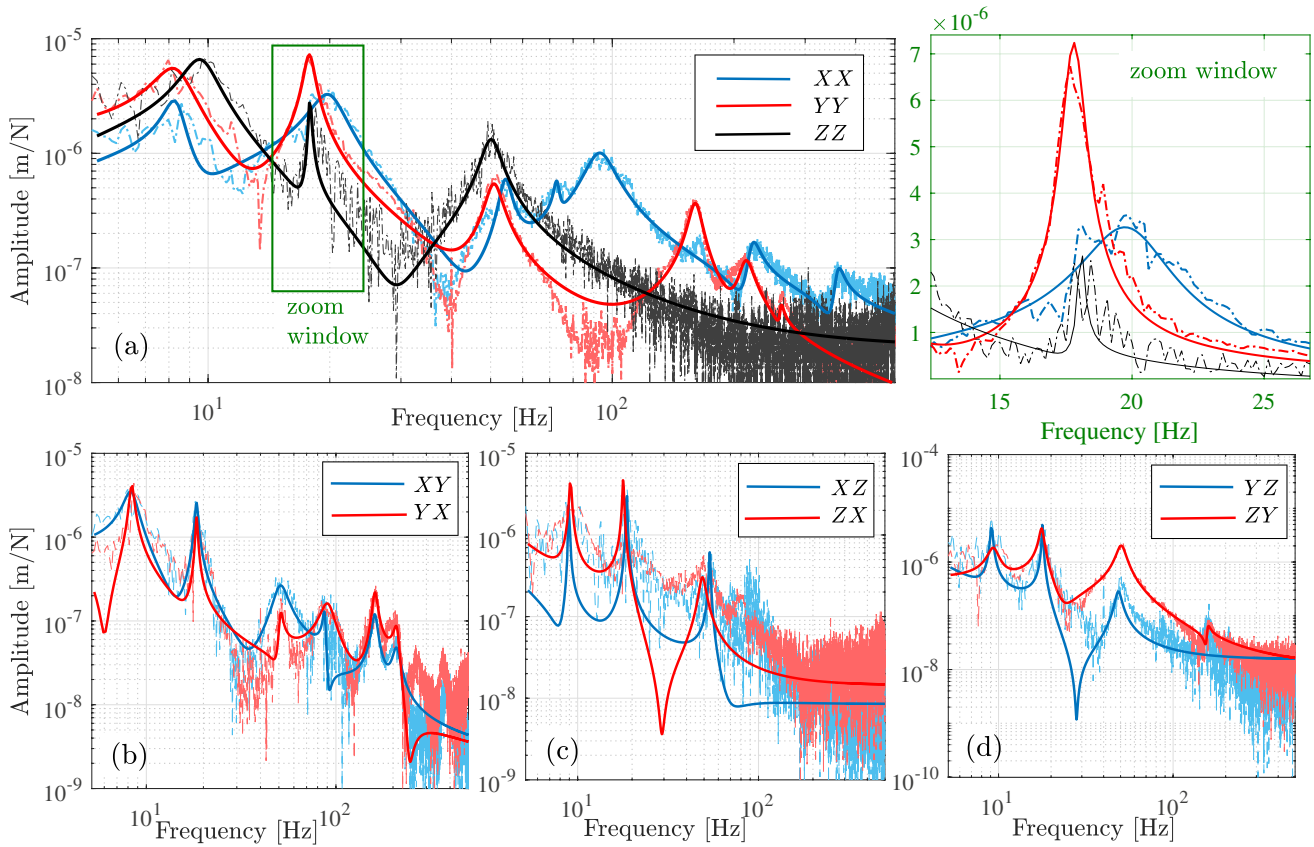 10^-5
10^-6
10^-7
10^-8
Amplitude [m/N]
XX
YY
ZZ
zoom
window
(a)
10^1
10^2
Frequency [Hz]
×10^-6
7
6
5
4
3
2
1
zoom window
15
20
25
Frequency [Hz]
10^-5
10^-6
10^-7
10^-8
10^-9
Amplitude [m/N]
XY
YX
(b)
10^1
10^2
Frequency [Hz]
10^-5
10^-6
10^-7
10^-8
10^-9
XZ
ZX
(c)
10^1
10^2
Frequency [Hz]
10^-4
10^-6
10^-8
10^-10
YZ
ZY
(d)
10^1
10^2
Frequency [Hz]